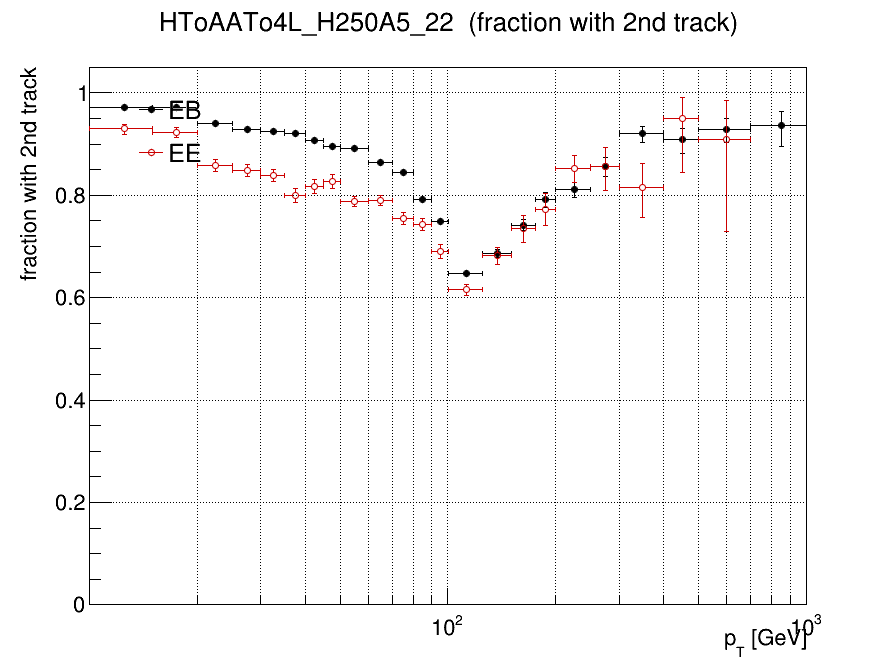 HToAATo4L_H250A5_22 (fraction with 2nd track)
fraction with 2nd track
1
EB
EE
0.8
0.6
0.4
0.2
0
10²
10³
p_T [GeV]